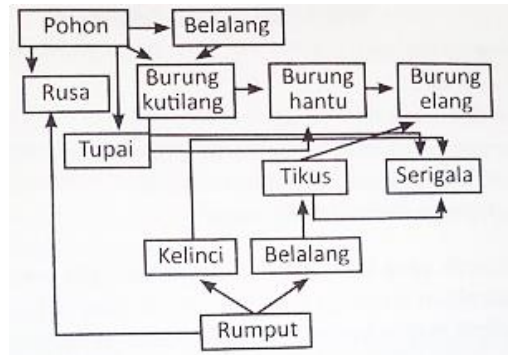 Pohon
Belalang
Rusa
Burung
kutilang
Burung
hantu
Burung
elang
Tupai
Tikus
Serigala
Kelinci
Belalang
Rumput